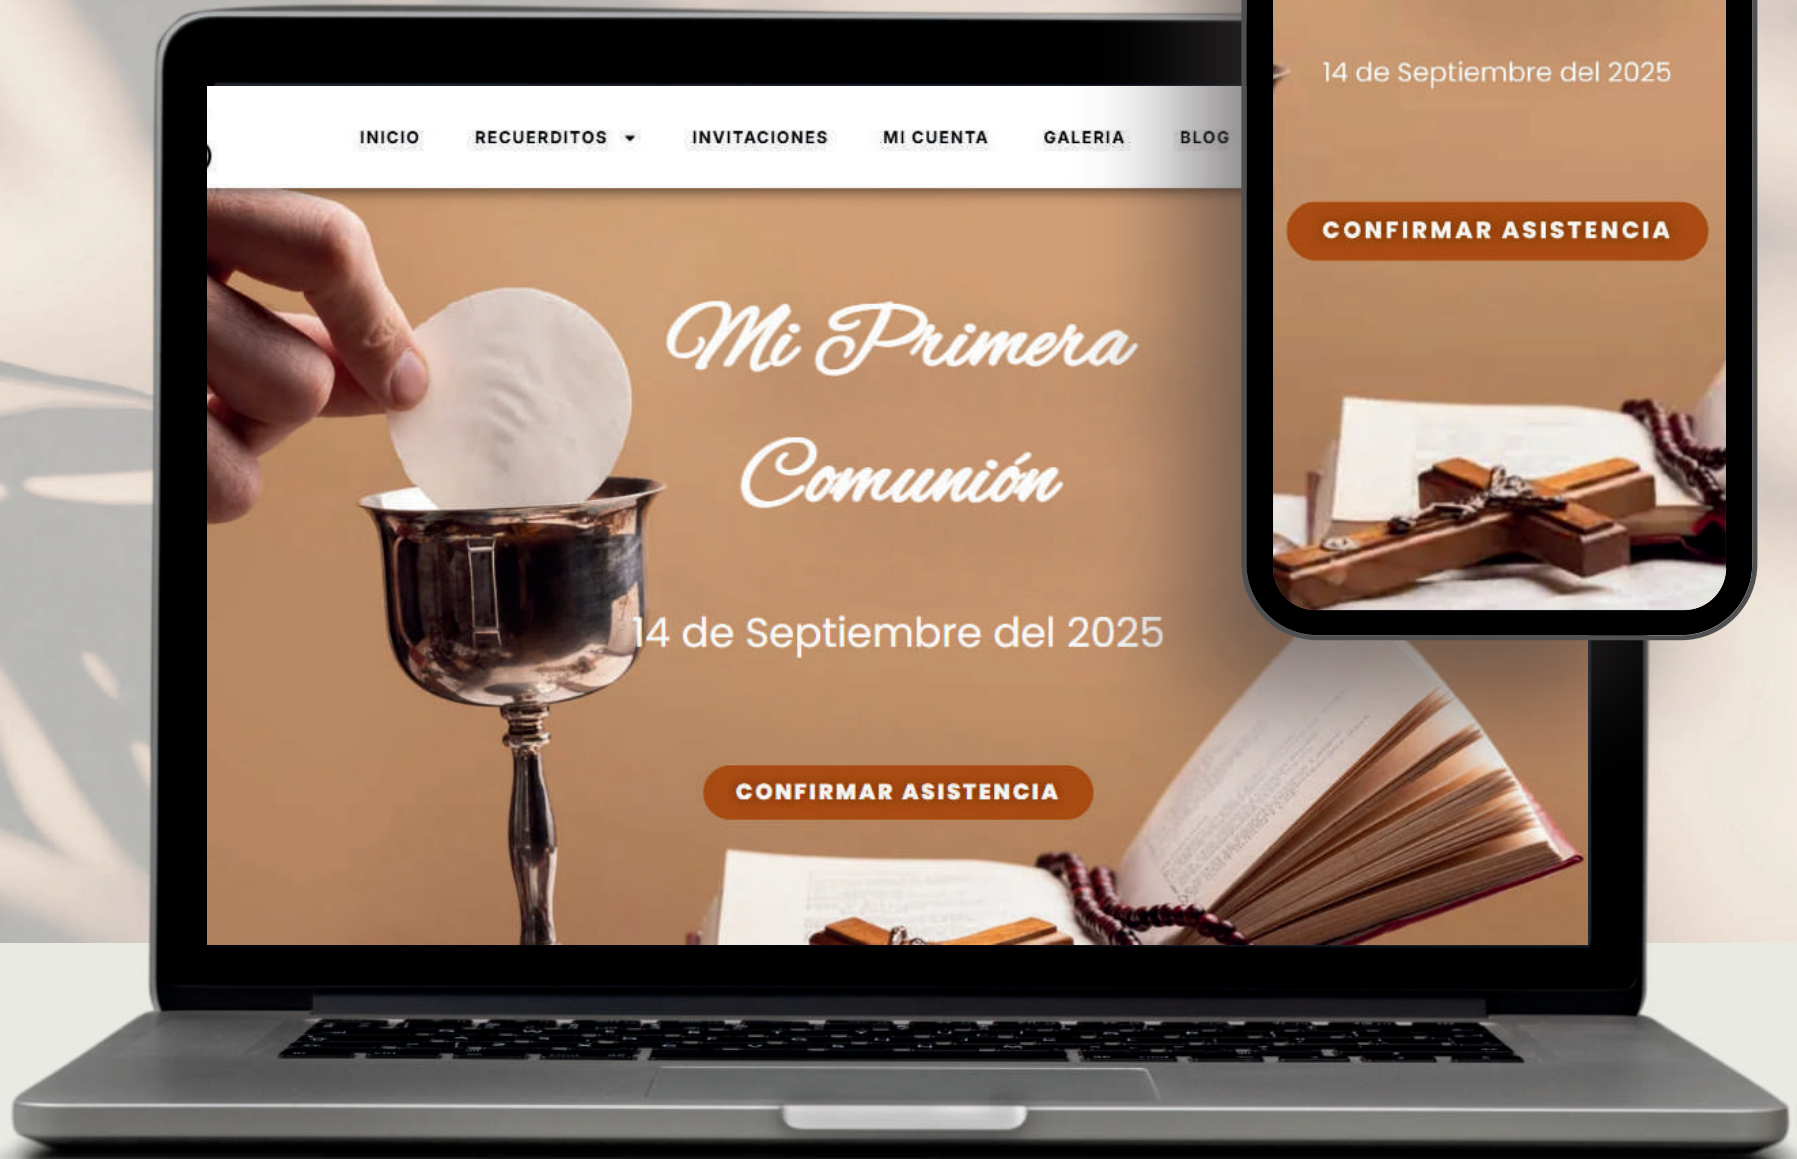 INICIO RECUERDITOS INVITACIONES MI CUENTA GALERIA BLOG
Mi Primera
Comunión
14 de Septiembre del 2025
CONFIRMAR ASISTENCIA
14 de Septiembre del 2025
CONFIRMAR ASISTENCIA